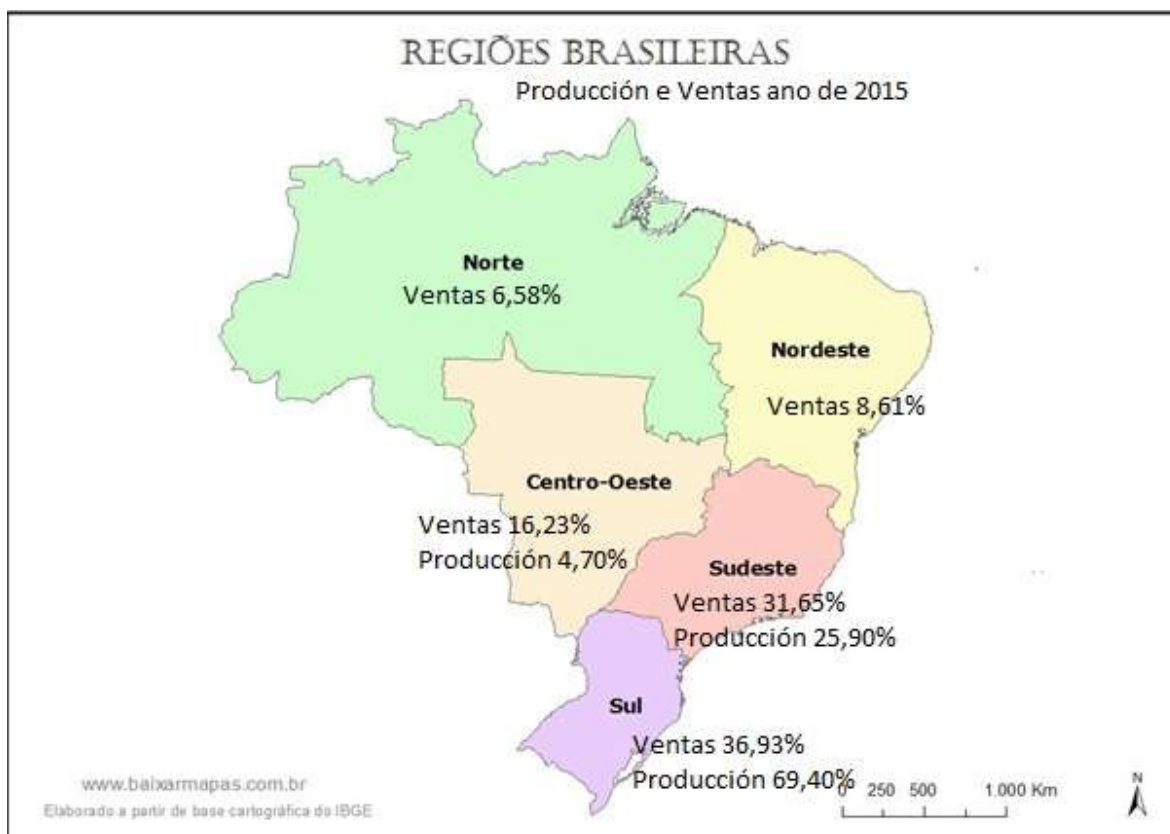 REGIÕES BRASILEIRAS
Producción e Ventas ano de 2015
Norte
Ventas 6,58%
Nordeste
Ventas 8,61%
Centro-Oeste
Ventas 16,23%
Producción 4,70%
Sudeste
Ventas 31,65%
Producción 25,90%
Sul
Ventas 36,93%
Producción 69,40%
www.baixarmapas.com.br
Elaborado a partir de base cartográfica do IBGE
0 250 500 1.000 Km
N